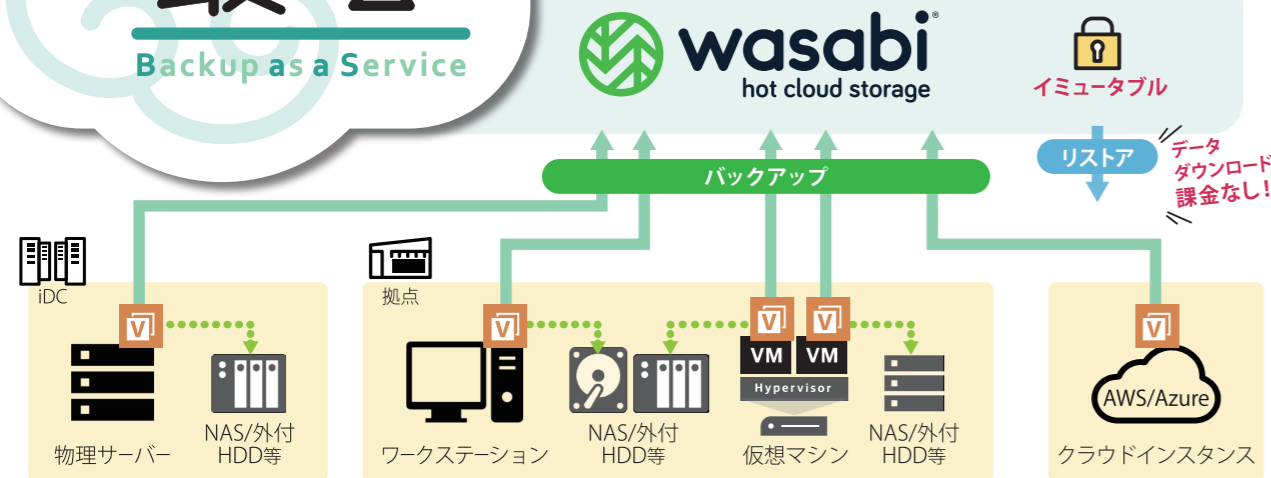 Backup as a Service
wasabi
hot cloud storage
イミュータブル
バックアップ
リストア
データ
ダウンロード
課金なし!
iDC
拠点
V
V
V
V
V
VM
VM
Hypervisor
AWS/Azure
物理サーバー
NAS/外付
HDD等
ワークステーション
NAS/外付
HDD等
仮想マシン
NAS/外付
HDD等
クラウドインスタンス